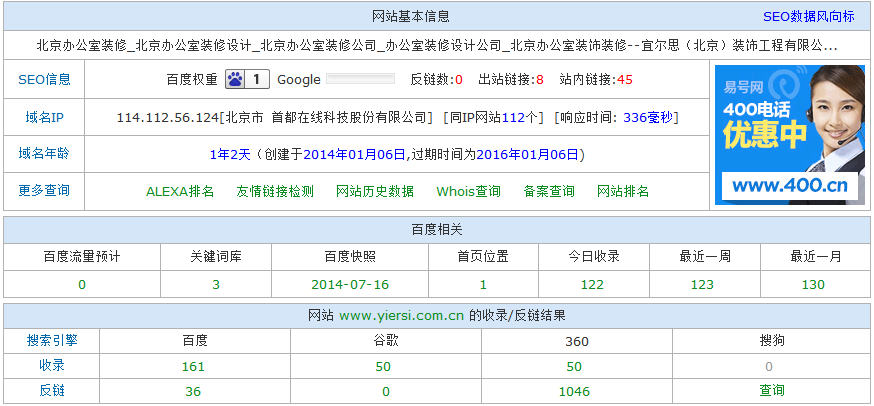 网站基本信息 SEO数据风向标
北京办公室装修_北京办公室装修设计_北京办公室装修公司_办公室装修设计公司_北京办公室装饰装修--宜尔思（北京）装饰工程有限公...
SEO信息 百度权重 1 Google 反链数:0 出站链接:8 站内链接:45
域名IP 114.112.56.124[北京市 首都在线科技股份有限公司] [同IP网站112个] [响应时间: 336毫秒]
域名年龄 1年2天（创建于2014年01月06日,过期时间为2016年01月06日)
更多查询 ALEXA排名 友情链接检测 网站历史数据 Whois查询 备案查询 网站排名
易号网
400电话
优惠中
www.400.cn
百度相关
百度流量预计 关键词库 百度快照 首页位置 今日收录 最近一周 最近一月
0 3 2014-07-16 1 122 123 130
网站 www.yiersi.com.cn 的收录/反链结果
搜索引擎 百度 谷歌 360 搜狗
收录 161 50 50 0
反链 36 0 1046 查询